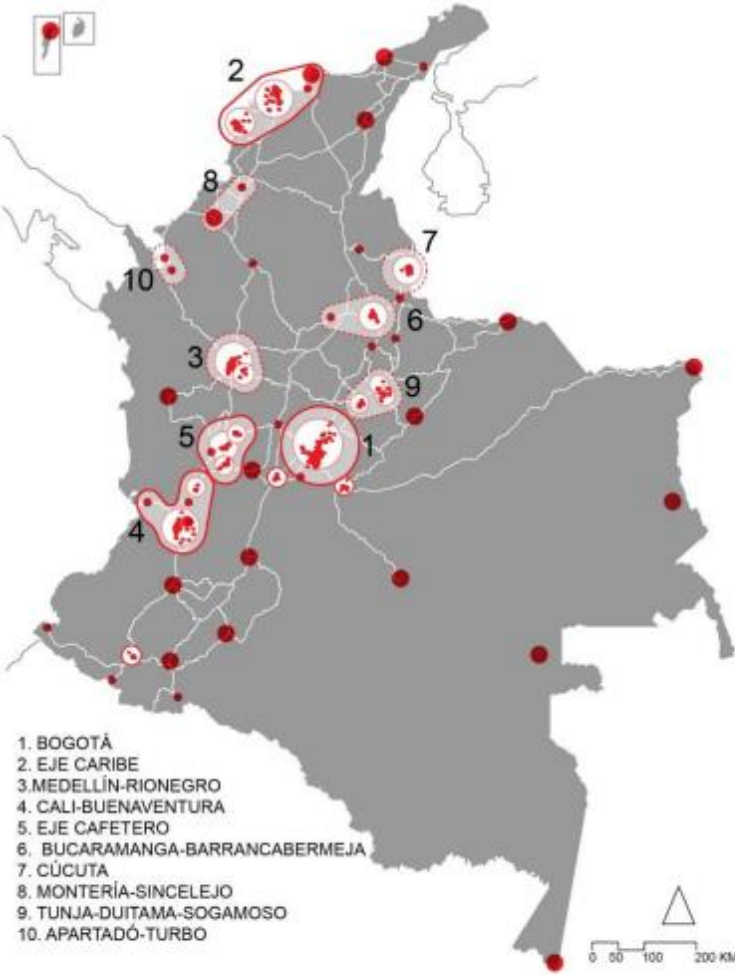 2
8
7
10
6
3
9
5
1
4
1. BOGOTÁ
2. EJE CARIBE
3.MEDELLÍN-RIONEGRO
4. CALI-BUENAVENTURA
5. EJE CAFETERO
6. BUCARAMANGA-BARRANCABERMEJA
7. CÚCUTA
8. MONTERÍA-SINCELEJO
9. TUNJA-DUITAMA-SOGAMOSO
10. APARTADÓ-TURBO
0 50 100 200 KM